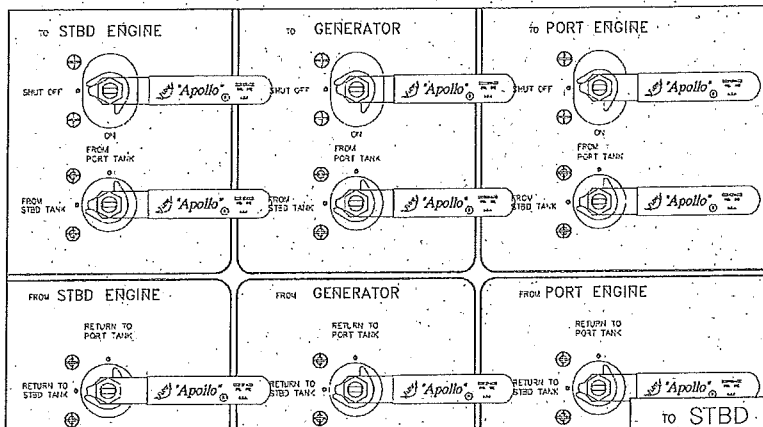 TO STBD ENGINE
SHUT OFF
"Apollo"
ON
FROM
PORT TANK
FROM
STBD TANK
"Apollo"
TO GENERATOR
SHUT OFF
"Apollo"
ON
FROM
PORT TANK
FROM
STBD TANK
"Apollo"
TO PORT ENGINE
SHUT OFF
"Apollo"
ON
FROM
PORT TANK
FROM
STBD TANK
"Apollo"
FROM STBD ENGINE
RETURN TO
PORT TANK
RETURN TO
STBD TANK
"Apollo"
FROM GENERATOR
RETURN TO
PORT TANK
RETURN TO
STBD TANK
"Apollo"
FROM PORT ENGINE
RETURN TO
PORT TANK
RETURN TO
STBD TANK
"Apollo"
TO STBD